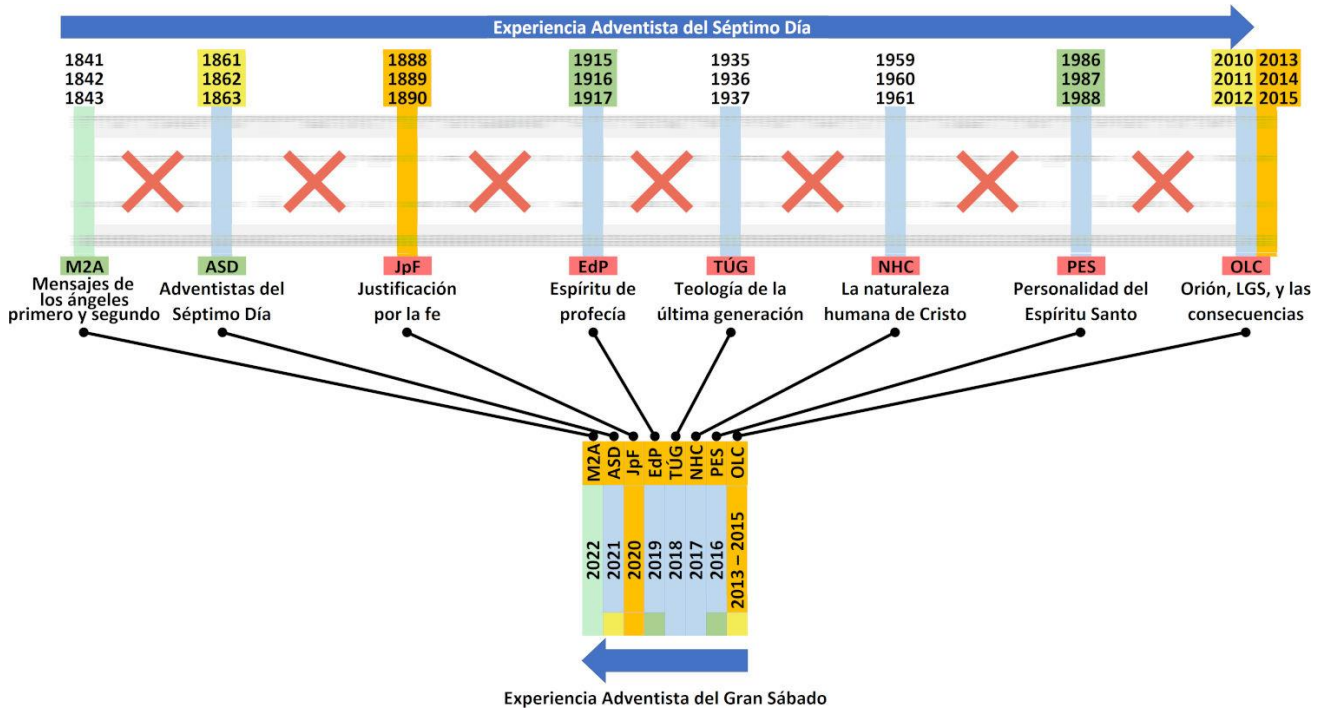 Experiencia Adventista del Séptimo Día
1841
1842
1843
1861
1862
1863
1888
1889
1890
1915
1916
1917
1935
1936
1937
1959
1960
1961
1986
1987
1988
2010
2011
2012
2013
2014
2015
M2A
Mensajes de
los ángeles
primero y segundo
ASD
Adventistas del
Séptimo Día
JpF
Justificación
por la fe
EdP
Espíritu de
profecía
TÚG
Teología de la
última generación
NHC
La naturaleza
humana de Cristo
PES
Personalidad del
Espíritu Santo
OLC
Orión, LGS, y las
consecuencias
M2A
ASD
JpF
EdP
TÚG
NHC
PES
OLC
2022
2021
2020
2019
2018
2017
2016
2013 – 2015
Experiencia Adventista del Gran Sábado